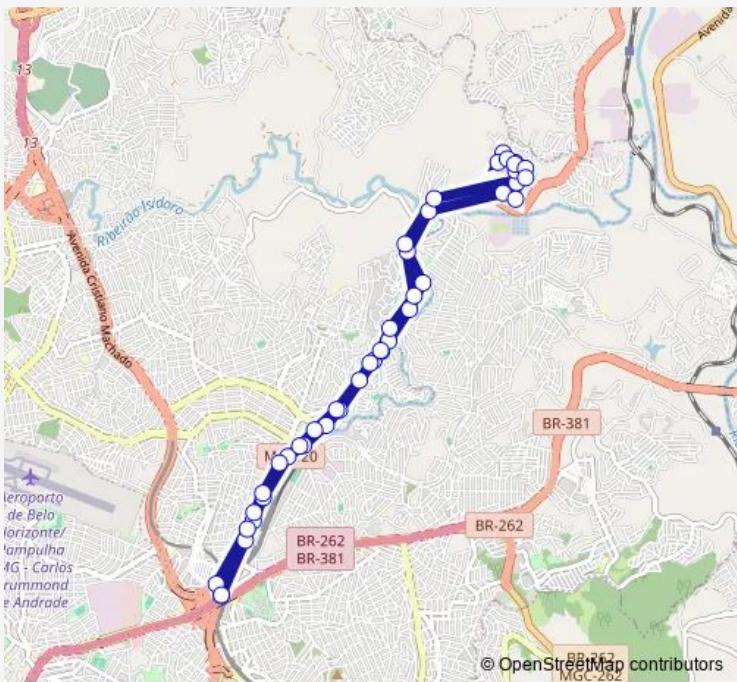 Avenida
13
13
Ribeirão Isidoro
Avenida Cristiano Machado
BR-381
BR-262
BR-262
BR-381
Aeroporto
de Belo
Horizonte/
Pampulha
MG - Carlos
Drummond
de Andrade
BR-262
MGC-262
© OpenStreetMap contributors